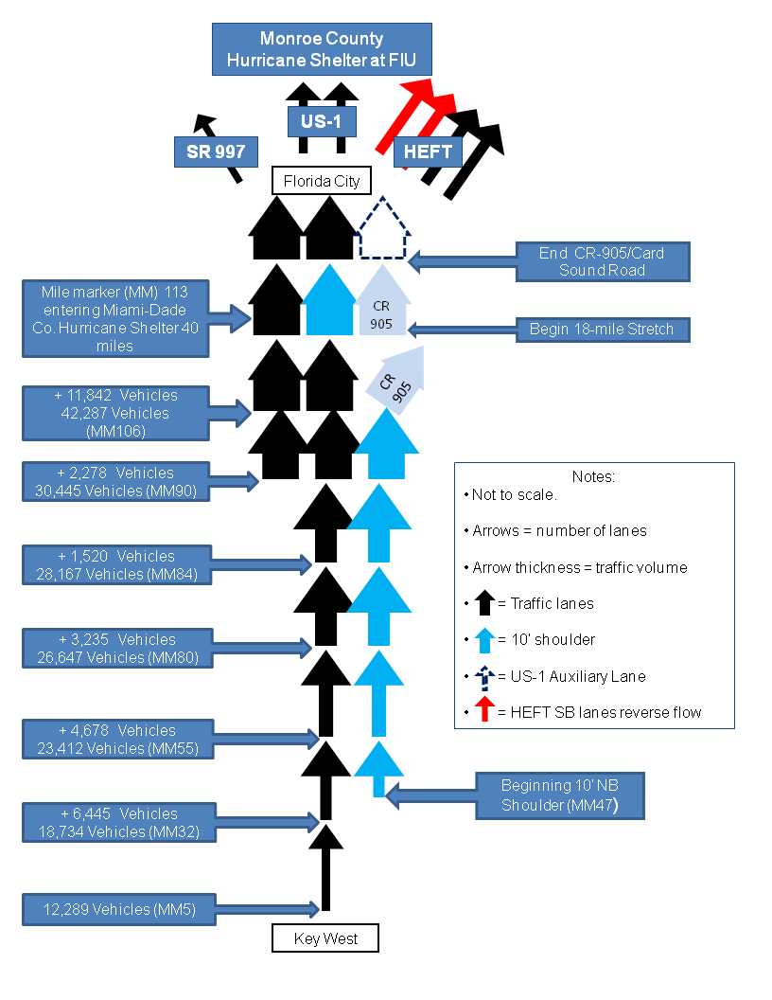 Monroe County
Hurricane Shelter at FIU
US-1
SR 997
HEFT
Florida City
End CR-905/Card
Sound Road
Mile marker (MM) 113
entering Miami-Dade
Co. Hurricane Shelter 40
miles
CR
905
Begin 18-mile Stretch
CR
905
+ 11,842 Vehicles
42,287 Vehicles
(MM106)
+ 2,278 Vehicles
30,445 Vehicles (MM90)
Notes:
• Not to scale.
• Arrows = number of lanes
• Arrow thickness = traffic volume
• = Traffic lanes
• = 10' shoulder
• = US-1 Auxiliary Lane
• = HEFT SB lanes reverse flow
+ 1,520 Vehicles
28,167 Vehicles (MM84)
+ 3,235 Vehicles
26,647 Vehicles (MM80)
+ 4,678 Vehicles
23,412 Vehicles (MM55)
Beginning 10' NB
Shoulder (MM47)
+ 6,445 Vehicles
18,734 Vehicles (MM32)
12,289 Vehicles (MM5)
Key West